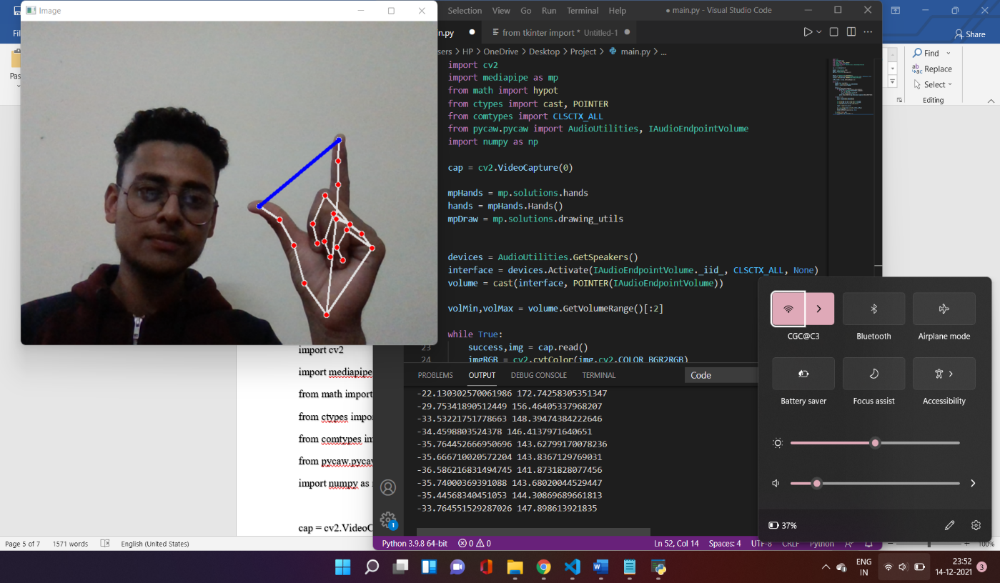 Image
Selection View Go Run Terminal Help
main.py - Visual Studio Code
Share
n.py
from tkinter import * Untitled-1
sers > HP > OneDrive > Desktop > Project > main.py > ...
import cv2
import mediapipe as mp
from math import hypot
from ctypes import cast, POINTER
from comtypes import CLSCTX_ALL
from pycaw.pycaw import AudioUtilities, IAudioEndpointVolume
import numpy as np
cap = cv2.VideoCapture(0)
mpHands = mp.solutions.hands
hands = mpHands.Hands()
mpDraw = mp.solutions.drawing_utils
devices = AudioUtilities.GetSpeakers()
interface = devices.Activate(IAudioEndpointVolume._iid_, CLSCTX_ALL, None)
volume = cast(interface, POINTER(IAudioEndpointVolume))
volMin,volMax = volume.GetVolumeRange()[:2]
while True:
23 success,img = cap.read()
24 imgRGB = cv2.cvtColor(img,cv2.COLOR_BGR2RGB)
PROBLEMS OUTPUT DEBUG CONSOLE TERMINAL
Code
-22.130302570061986 172.74258305351347
-29.75341890512449 156.46405337968207
-33.53221751778663 148.39474384222646
-34.4598803524378 146.4137971640651
-35.764452666950696 143.62799170078236
-35.666710020572204 143.8367129769031
-36.586216831494745 141.8731828077456
-35.74000369391088 143.68020044529447
-35.44568340451053 144.30869689661813
-33.764551529287026 147.898613921835
Python 3.9.8 64-bit 0 0
Ln 52, Col 14 Spaces: 4 UTF-8 CRLF Python
Fil
Pas
Find
Replace
Select
Editing
import cv2
import mediapipe
from math import
from ctypes impo
from comtypes im
from pycaw.pycav
import numpy as
cap = cv2.VideoC
CGC@C3
Bluetooth
Airplane mode
Battery saver
Focus assist
Accessibility
37%
Page 5 of 7 1571 words English (United States)
100%
1
ENG
IN
23:52
14-12-2021
3